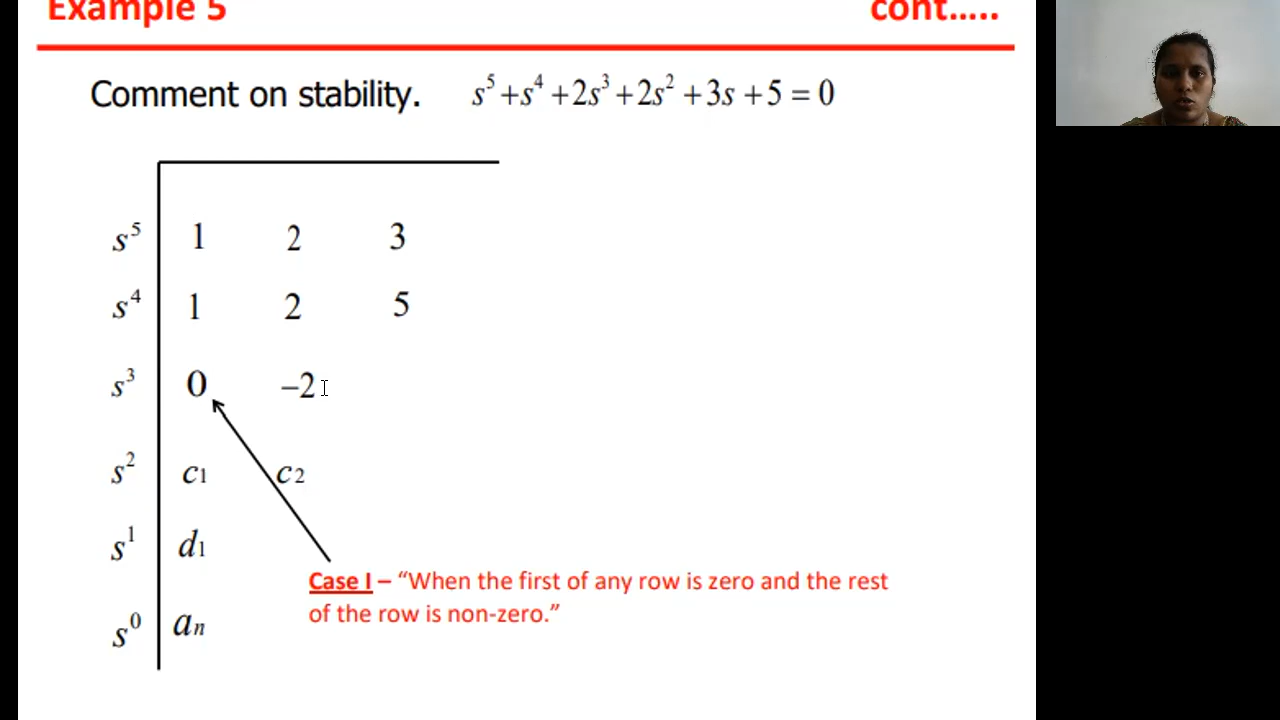 Example 5 cont.....
Comment on stability. s⁵+s⁴+2s³+2s²+3s+5=0
s⁵ 1 2 3
s⁴ 1 2 5
s³ 0 –2
s² c1 c2
s¹ d1
Case I – “When the first of any row is zero and the rest
of the row is non-zero.”
s⁰ an